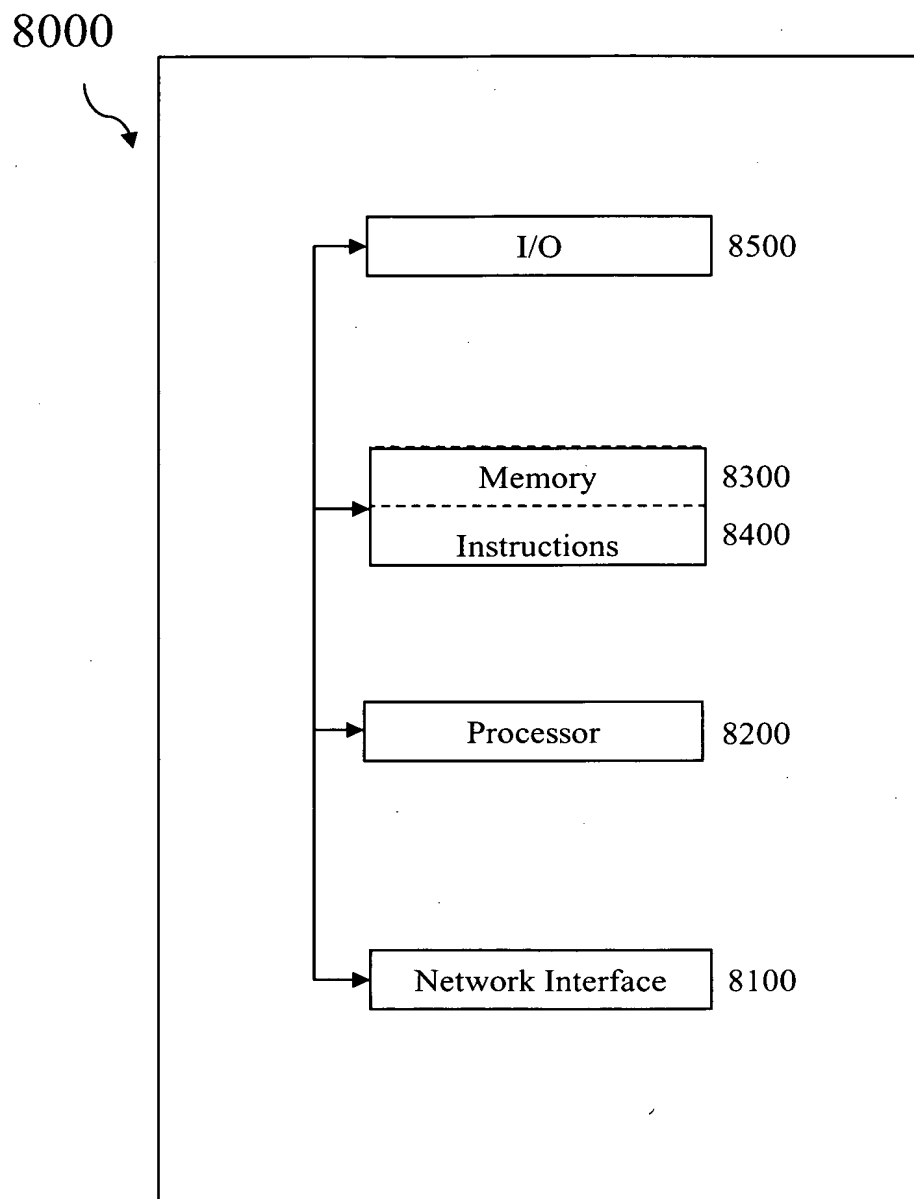 8000
I/O 8500
Memory 8300
Instructions 8400
Processor 8200
Network Interface 8100